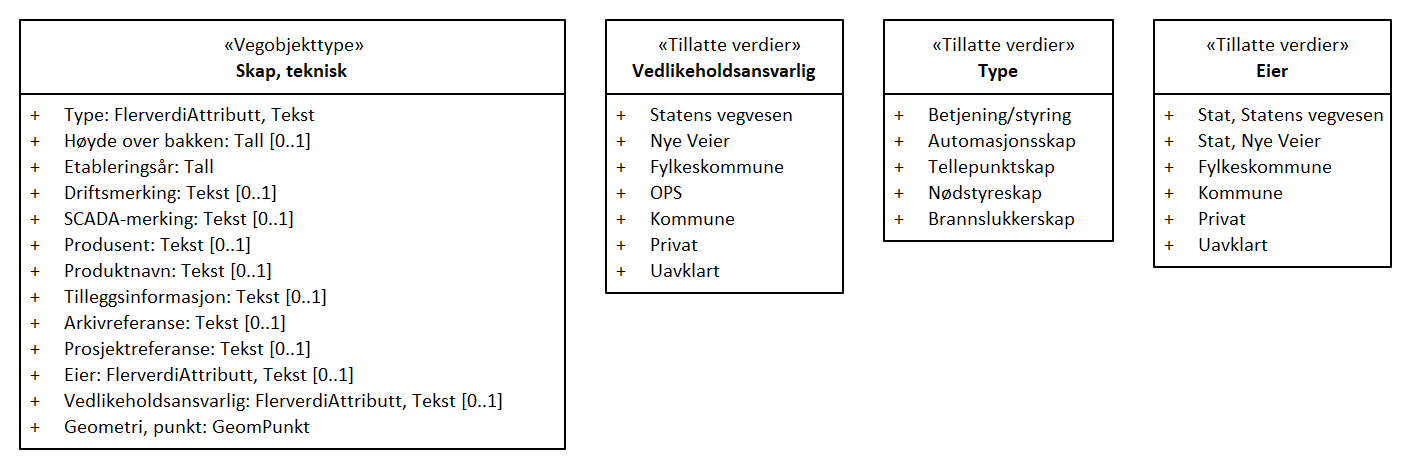 «Vegobjekttype»
Skap, teknisk
+ Type: FlerverdiAttributt, Tekst
+ Høyde over bakken: Tall [0..1]
+ Etableringsår: Tall
+ Driftsmerking: Tekst [0..1]
+ SCADA-merking: Tekst [0..1]
+ Produsent: Tekst [0..1]
+ Produktnavn: Tekst [0..1]
+ Tilleggsinformasjon: Tekst [0..1]
+ Arkivreferanse: Tekst [0..1]
+ Prosjektreferanse: Tekst [0..1]
+ Eier: FlerverdiAttributt, Tekst [0..1]
+ Vedlikeholdsansvarlig: FlerverdiAttributt, Tekst [0..1]
+ Geometri, punkt: GeomPunkt
«Tillatte verdier»
Vedlikeholdsansvarlig
+ Statens vegvesen
+ Nye Veier
+ Fylkeskommune
+ OPS
+ Kommune
+ Privat
+ Uavklart
«Tillatte verdier»
Type
+ Betjening/styring
+ Automasjonsskap
+ Tellepunktskap
+ Nødstyreskap
+ Brannslukkerskap
«Tillatte verdier»
Eier
+ Stat, Statens vegvesen
+ Stat, Nye Veier
+ Fylkeskommune
+ Kommune
+ Privat
+ Uavklart